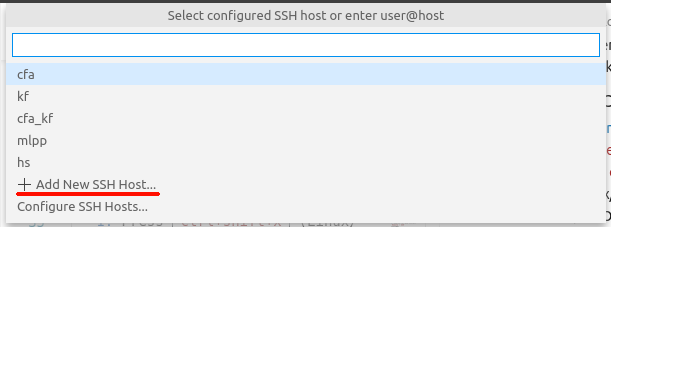 Select configured SSH host or enter user@host
cfa
kf
cfa_kf
mlpp
hs
Add New SSH Host...
Configure SSH Hosts...